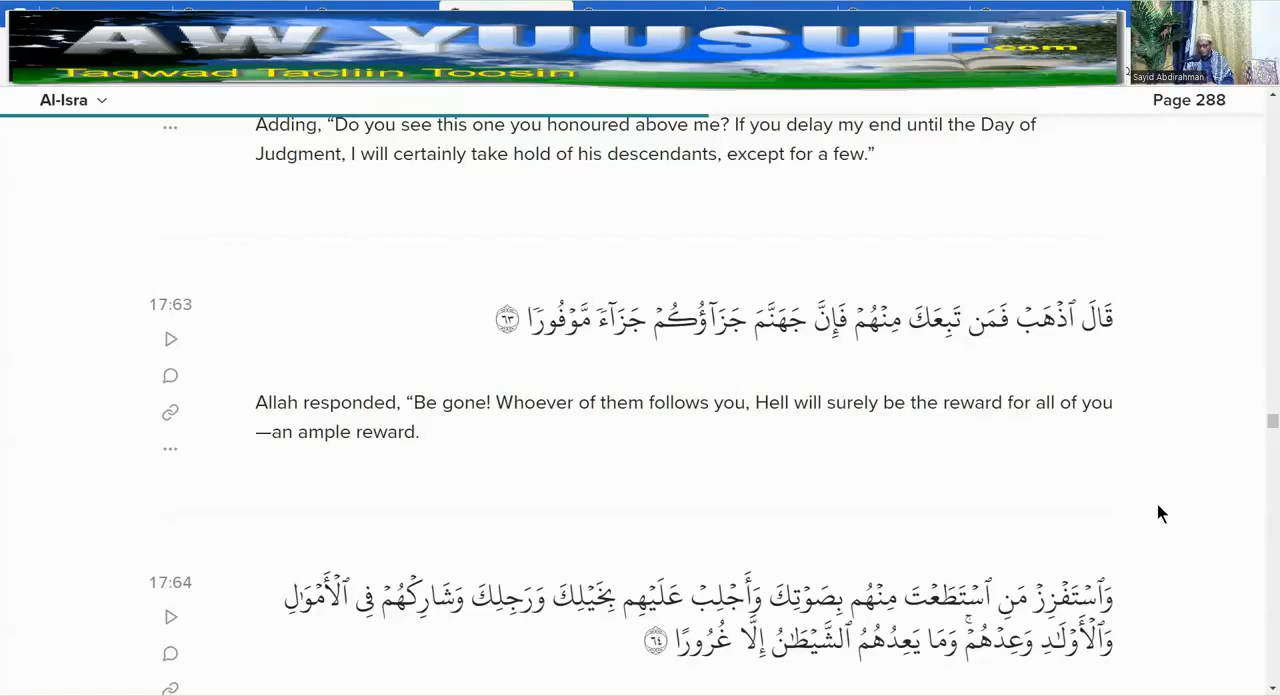 AW YUUSUF.com
Taqwad Tacliin Toosin
Sayid Abdirahman
Al-Isra
Page 288
Adding, “Do you see this one you honoured above me? If you delay my end until the Day of
Judgment, I will certainly take hold of his descendants, except for a few.”
17:63
قَالَ ٱذْهَبْ فَمَن تَبِعَكَ مِنْهُمْ فَإِنَّ جَهَنَّمَ جَزَآؤُكُمْ جَزَآءً مَّوْفُورًا ٦٣
Allah responded, “Be gone! Whoever of them follows you, Hell will surely be the reward for all of you
—an ample reward.
17:64
وَٱسْتَفْزِزْ مَنِ ٱسْتَطَعْتَ مِنْهُم بِصَوْتِكَ وَأَجْلِبْ عَلَيْهِم بِخَيْلِكَ وَرَجِلِكَ وَشَارِكْهُمْ فِى ٱلْأَمْوَٰلِ
وَٱلْأَوْلَـٰدِ وَعِدْهُمْ ۚ وَمَا يَعِدُهُمُ ٱلشَّيْطَـٰنُ إِلَّا غُرُورًا ٦٤